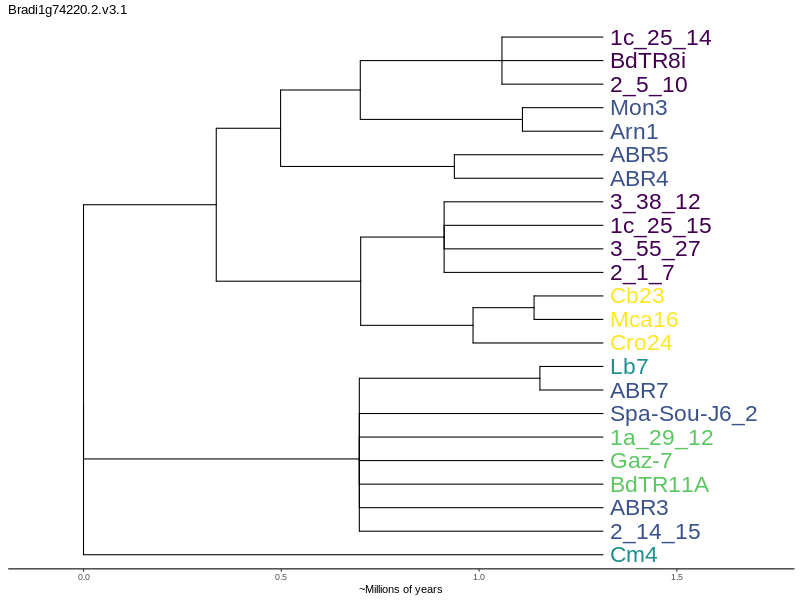 Bradi1g74220.2.v3.1
1c_25_14
BdTR8i
2_5_10
Mon3
Arn1
ABR5
ABR4
3_38_12
1c_25_15
3_55_27
2_1_7
Cb23
Mca16
Cro24
Lb7
ABR7
Spa-Sou-J6_2
1a_29_12
Gaz-7
BdTR11A
ABR3
2_14_15
Cm4
0.0 0.5 1.0 1.5
~Millions of years